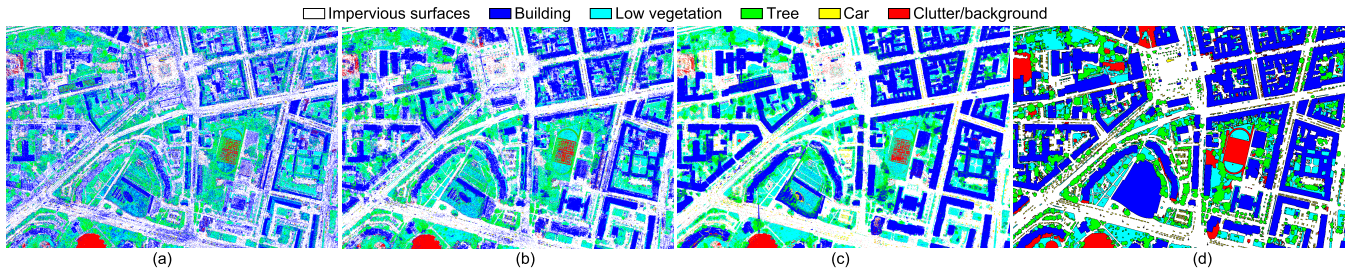 Impervious surfaces Building Low vegetation Tree Car Clutter/background
(a) (b) (c) (d)